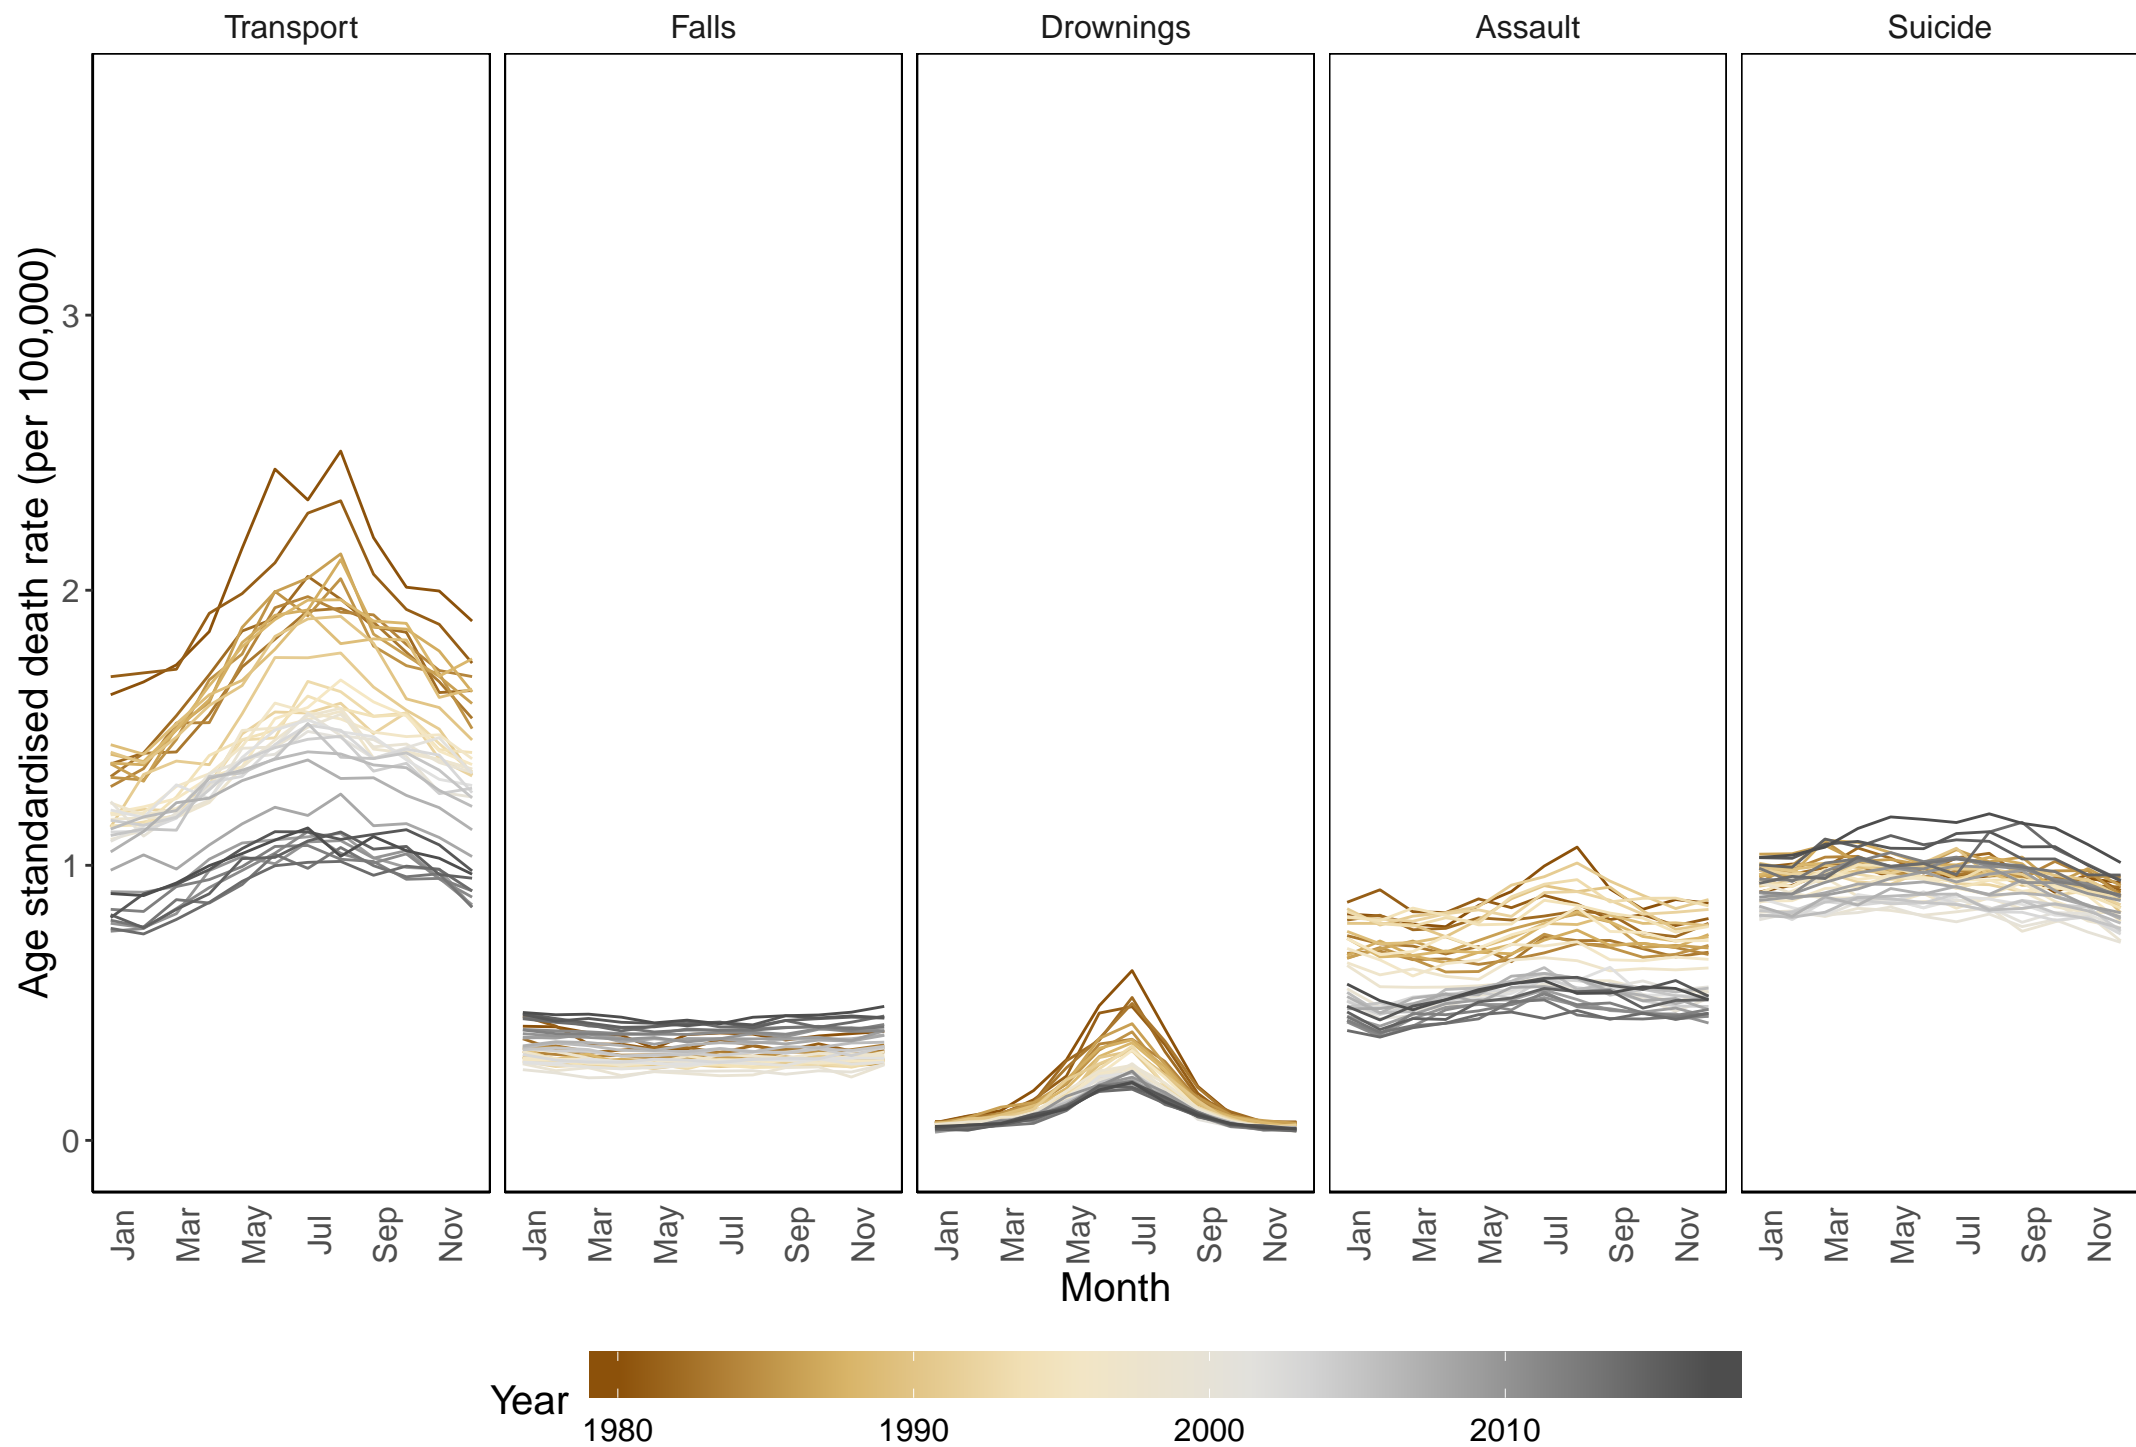 Transport Falls Drownings Assault Suicide
Age standardised death rate (per 100,000)
3
2
1
0
Jan Mar May Jul Sep Nov Jan Mar May Jul Sep Nov Jan Mar May Jul Sep Nov Jan Mar May Jul Sep Nov Jan Mar May Jul Sep Nov
Month
Year
1980 1990 2000 2010